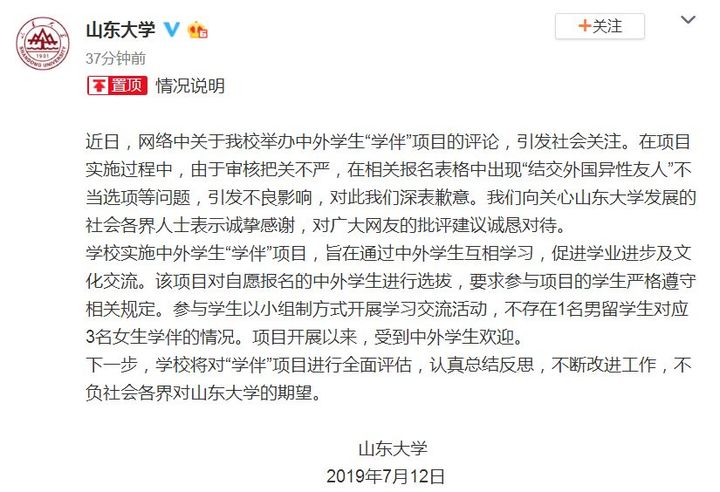 山东大学
+关注
37分钟前
置顶 情况说明
近日，网络中关于我校举办中外学生“学伴”项目的评论，引发社会关注。在项目
实施过程中，由于审核把关不严，在相关报名表格中出现“结交外国异性友人”不
当选项等问题，引发不良影响，对此我们深表歉意。我们向关心山东大学发展的
社会各界人士表示诚挚感谢，对广大网友的批评建议诚恳对待。
学校实施中外学生“学伴”项目，旨在通过中外学生互相学习，促进学业进步及文
化交流。该项目对自愿报名的中外学生进行选拔，要求参与项目的学生严格遵守
相关规定。参与学生以小组制方式开展学习交流活动，不存在1名男留学生对应
3名女生学伴的情况。项目开展以来，受到中外学生欢迎。
下一步，学校将对“学伴”项目进行全面评估，认真总结反思，不断改进工作，不
负社会各界对山东大学的期望。
山东大学
2019年7月12日
SHANDONG UNIVERSITY
1901